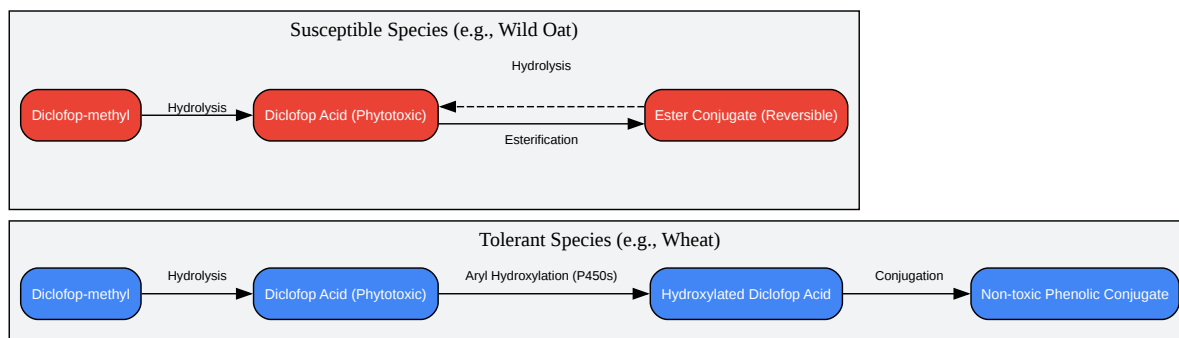 Susceptible Species (e.g., Wild Oat)
Hydrolysis
Diclofop-methyl
Hydrolysis
Diclofop Acid (Phytotoxic)
Ester Conjugate (Reversible)
Esterification
Tolerant Species (e.g., Wheat)
Diclofop-methyl
Hydrolysis
Diclofop Acid (Phytotoxic)
Aryl Hydroxylation (P450s)
Hydroxylated Diclofop Acid
Conjugation
Non-toxic Phenolic Conjugate